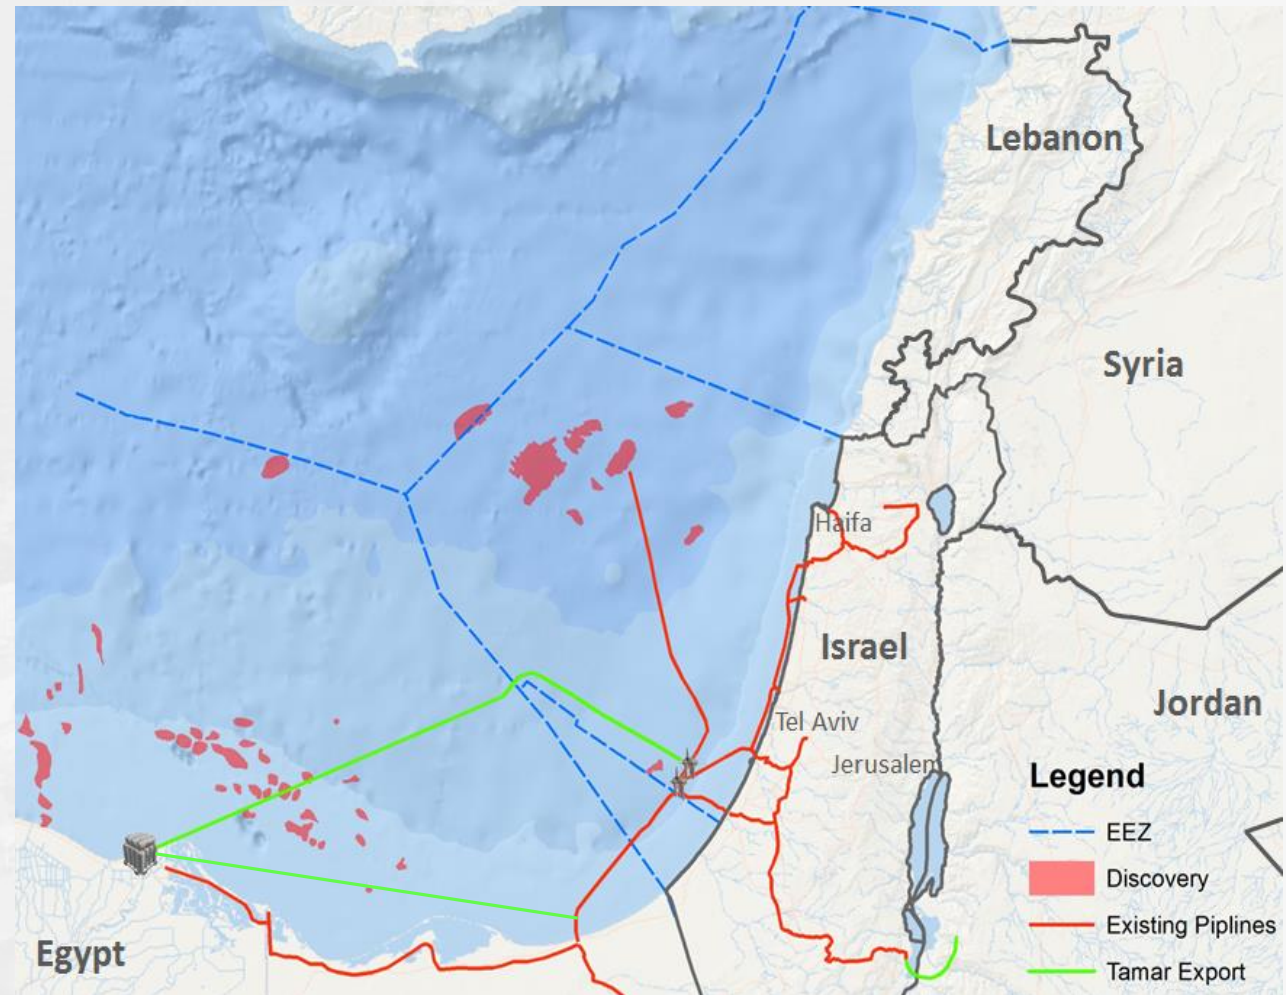 Lebanon
Syria
Haifa
Israel
Tel Aviv
Jordan
Jerusalem
Legend
EEZ
Discovery
Existing Piplines
Tamar Export
Egypt